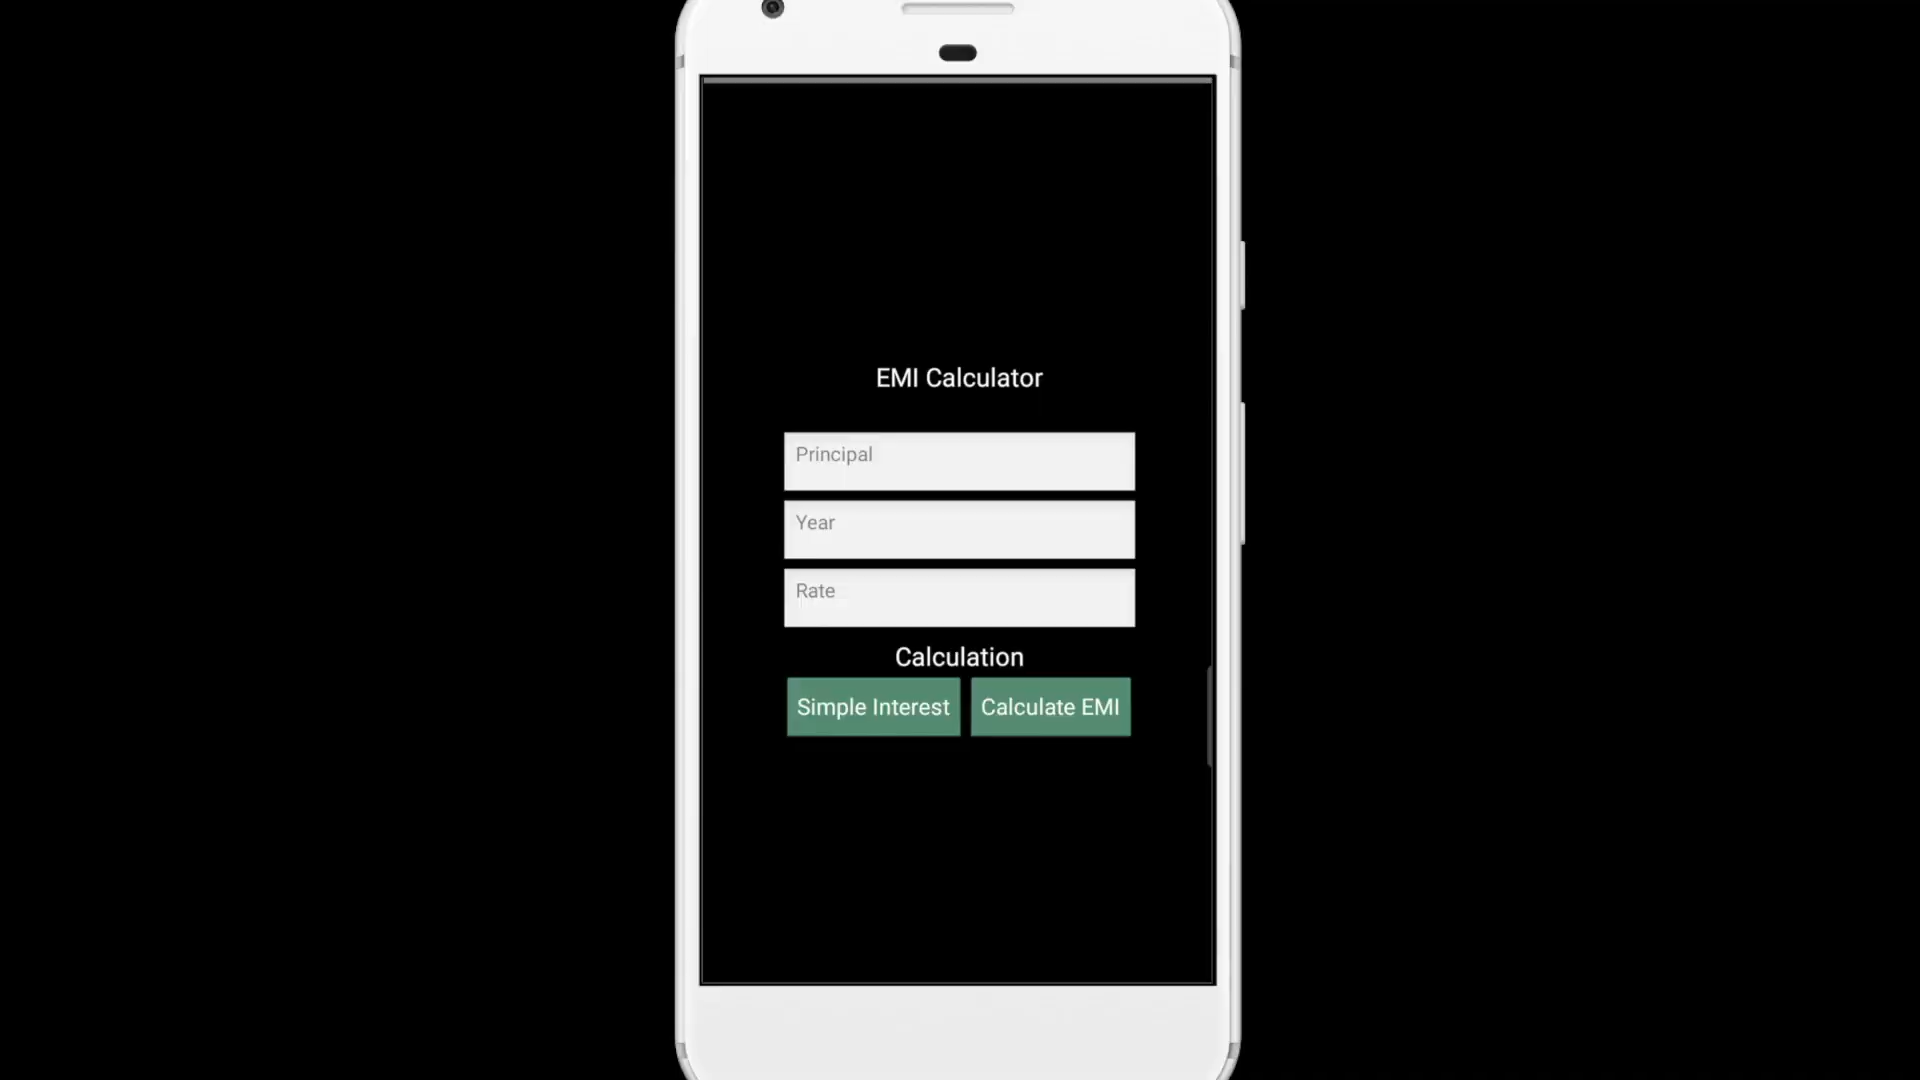 EMI Calculator
Principal
Year
Rate
Calculation
Simple Interest Calculate EMI